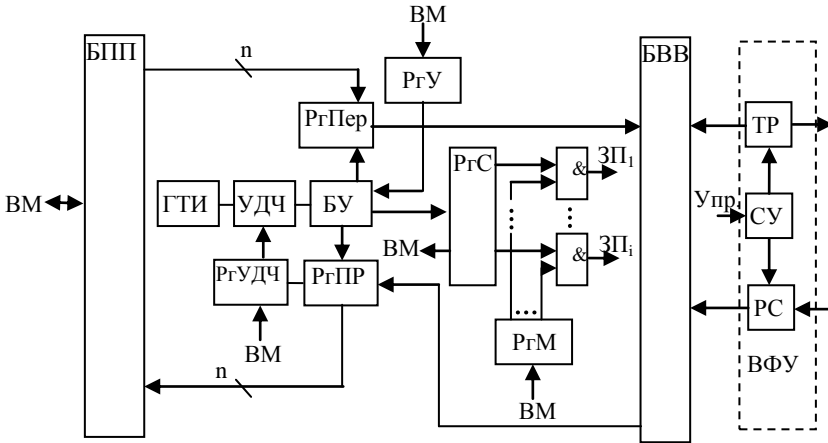 ВМ
БПП
n
РгУ
БВВ
РгПер
ТР
РгС
&
ЗП1
ВМ
ГТИ
УДЧ
БУ
Упр.
СУ
ВМ
&
ЗПi
РгУДЧ
РгПР
РС
РгМ
ВМ
ВФУ
n
ВМ